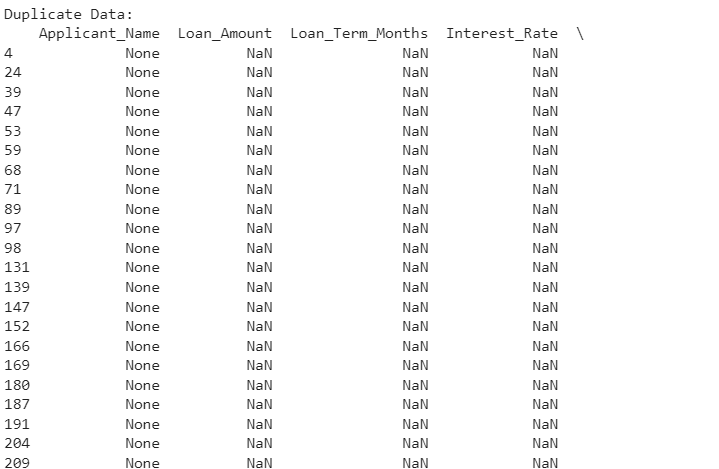 Duplicate Data:
Applicant_Name Loan_Amount Loan_Term_Months Interest_Rate \
4 None NaN NaN NaN
24 None NaN NaN NaN
39 None NaN NaN NaN
47 None NaN NaN NaN
53 None NaN NaN NaN
59 None NaN NaN NaN
68 None NaN NaN NaN
71 None NaN NaN NaN
89 None NaN NaN NaN
97 None NaN NaN NaN
98 None NaN NaN NaN
131 None NaN NaN NaN
139 None NaN NaN NaN
147 None NaN NaN NaN
152 None NaN NaN NaN
166 None NaN NaN NaN
169 None NaN NaN NaN
180 None NaN NaN NaN
187 None NaN NaN NaN
191 None NaN NaN NaN
204 None NaN NaN NaN
209 None NaN NaN NaN